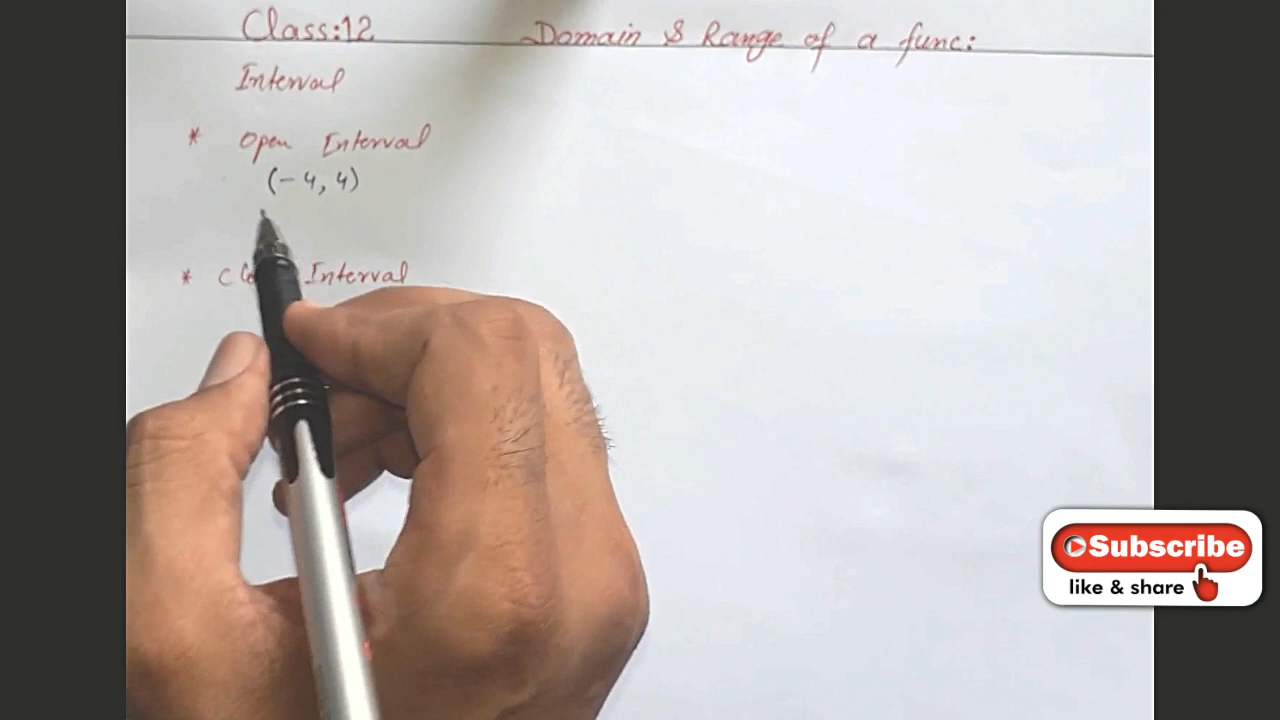 Class:12 Domain & Range of a func:
Interval
* Open Interval
(-4, 4)
* Interval
Subscribe
like & share